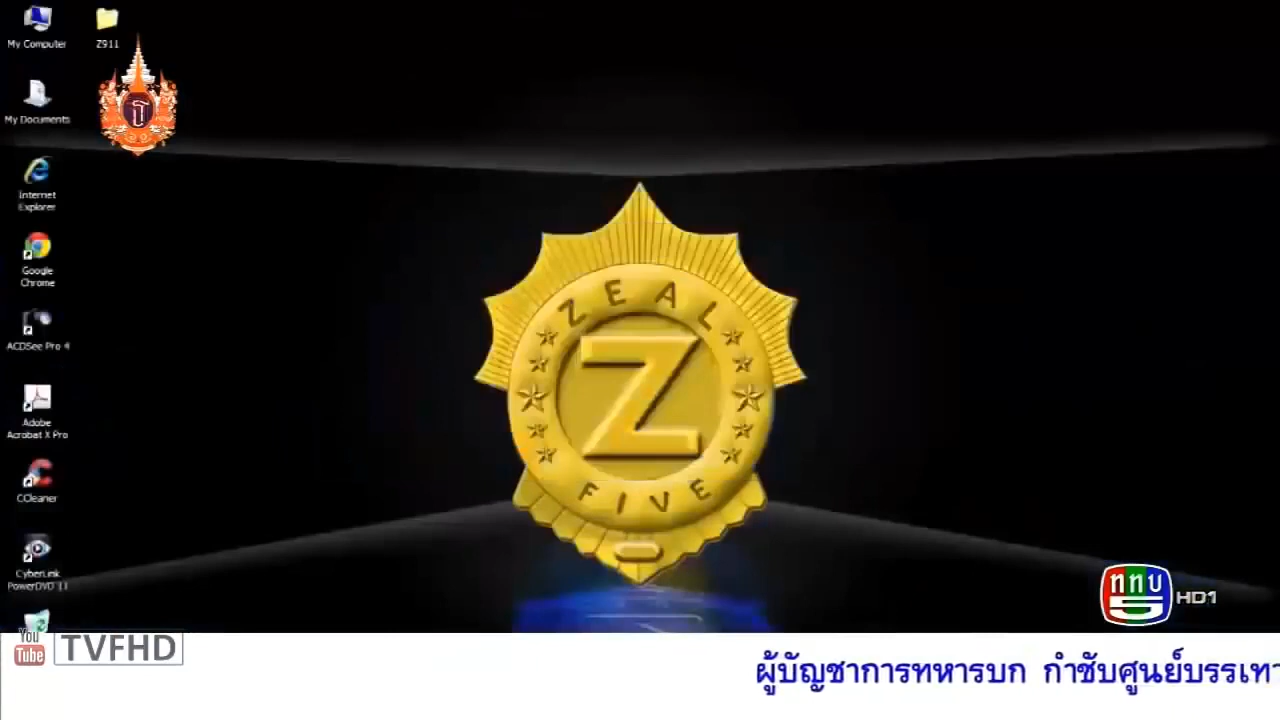 My Computer
Z911
My Documents
Internet
Explorer
Google
Chrome
ACDSee Pro 4
Adobe
Acrobat X Pro
CCleaner
CyberLink
PowerDVD 11
ZEAL
Z
FIVE
ททบ
5
HD1
You
Tube
TVFHD
ผู้บัญชาการทหารบก กำชับศูนย์บรรเทา